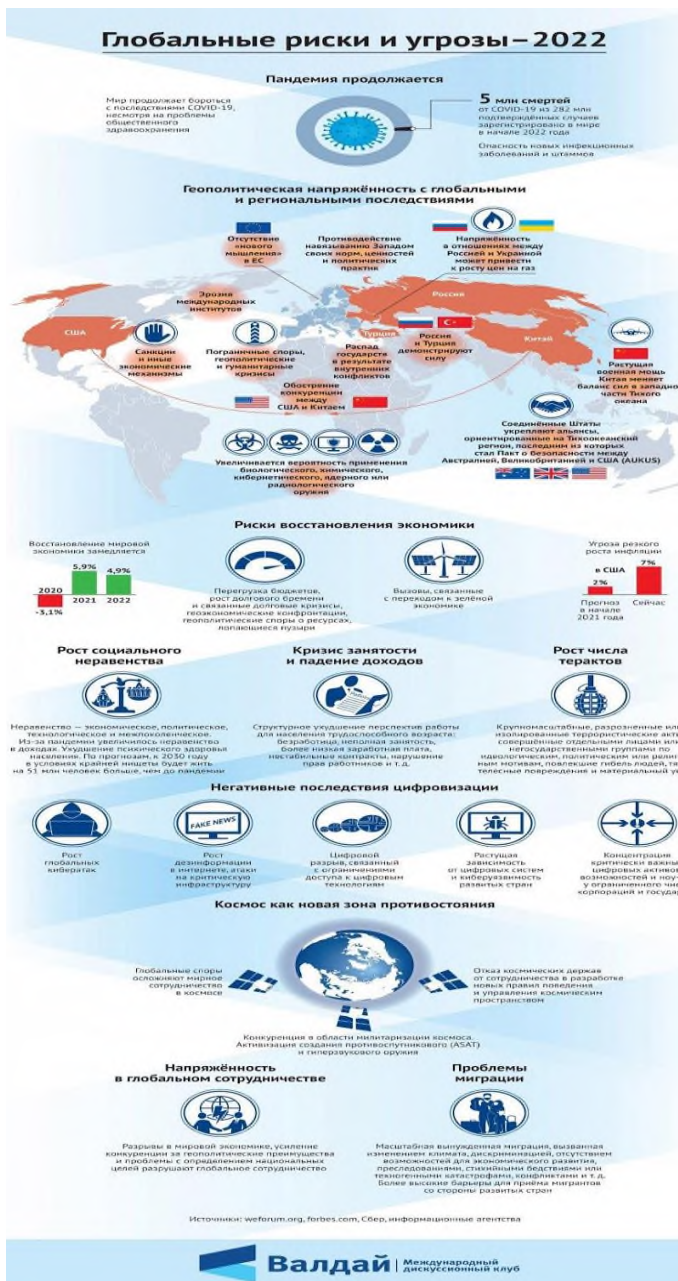 Глобальные риски и угрозы – 2022
Пандемия продолжается
Мир продолжает бороться
с последствиями COVID-19,
несмотря на проблемы
общественного
здравоохранения
5 млн смертей
от COVID-19 из 282 млн
подтверждённых случаев
зарегистрировано в мире
в начале 2022 года
Опасность новых инфекционных
заболеваний и штаммов
Геополитическая напряжённость с глобальными
и региональными последствиями
Отсутствие
«нового
мышления»
в ЕС
Противодействие
навязыванию Западом
своих норм, ценностей
и политических
практик
Напряжённость
в отношениях между
Россией и Украиной
может привести
к росту цен на газ
Эрозия
международных
институтов
Россия
США
Турция
Китай
Санкции
и иные
экономические
механизмы
Пограничные споры,
геополитические
и гуманитарные
кризисы
Распад
государств
в результате
внутренних
конфликтов
Россия
и Турция
демонстрируют
силу
Растущая
военная мощь
Китая меняет
баланс сил в западной
части Тихого
океана
Обострение
конкуренции
между
США и Китаем
Соединённые Штаты
укрепляют альянсы,
ориентированные на Тихоокеанский
регион, последним из которых
стал Пакт о безопасности между
Австралией, Великобританией и США (AUKUS)
Увеличивается вероятность применения
биологического, химического,
кибернетического, ядерного или
радиологического
оружия
Риски восстановления экономики
Восстановление мировой
экономики замедляется
2020
-3,1%
5,9%
2021
4,9%
2022
Перегрузка бюджетов,
рост долгового бремени
и связанные долговые кризисы,
геоэкономические конфронтации,
геополитические споры о ресурсах,
лопающиеся пузыри
Вызовы, связанные
с переходом к зелёной
экономике
Угроза резкого
роста инфляции
в США
2%
7%
Прогноз
в начале
2021 года
Сейчас
Рост социального
неравенства
Неравенство — экономическое, политическое,
технологическое и межпоколенческое.
Из-за пандемии увеличилось неравенство
в доходах. Ухудшение психического здоровья
населения. По прогнозам, к 2030 году
в условиях крайней нищеты будет жить
на 51 млн человек больше, чем до пандемии
Кризис занятости
и падение доходов
Структурное ухудшение перспектив работы
для населения трудоспособного возраста:
безработица, неполная занятость,
более низкая заработная плата,
нестабильные контракты, нарушение
прав работников и т. д.
Рост числа
терактов
Крупномасштабные, разрозненные или
изолированные террористические акты,
совершённые отдельными лицами или
негосударственными группами по
идеологическим, политическим или религ
ным мотивам, повлекшие гибель людей, тя
телесные повреждения и материальный у
Негативные последствия цифровизации
FAKE NEWS
Рост
глобальных
кибератак
Рост
дезинформации
в интернете, атаки
на критическую
инфраструктуру
Цифровой
разрыв, связанный
с ограничениями
доступа к цифровым
технологиям
Растущая
зависимость
от цифровых систем
и киберуязвимость
развитых стран
Концентрация
критически важны
цифровых активов
возможностей и ноу-
у ограниченного чис
корпораций и государ
Космос как новая зона противостояния
Глобальные споры
осложняют мирное
сотрудничество
в космосе
Отказ космических держав
от сотрудничества в разработке
новых правил поведения
и управления космическим
пространством
Конкуренция в области милитаризации космоса.
Активизация создания противоспутникового (ASAT)
и гиперзвукового оружия
Напряжённость
в глобальном сотрудничестве
Разрывы в мировой экономике, усиление
конкуренции за геополитические преимущества
и проблемы с определением национальных
целей разрушают глобальное сотрудничество
Проблемы
миграции
Масштабная вынужденная миграция, вызванная
изменением климата, дискриминацией, отсутствием
возможностей для экономического развития,
преследованиями, стихийными бедствиями или
техногенными катастрофами, конфликтами и т. д.
Более высокие барьеры для приёма мигрантов
со стороны развитых стран
Источники: weforum.org, forbes.com, Сбер, информационные агентства
Валдай
Международный
дискуссионный клуб